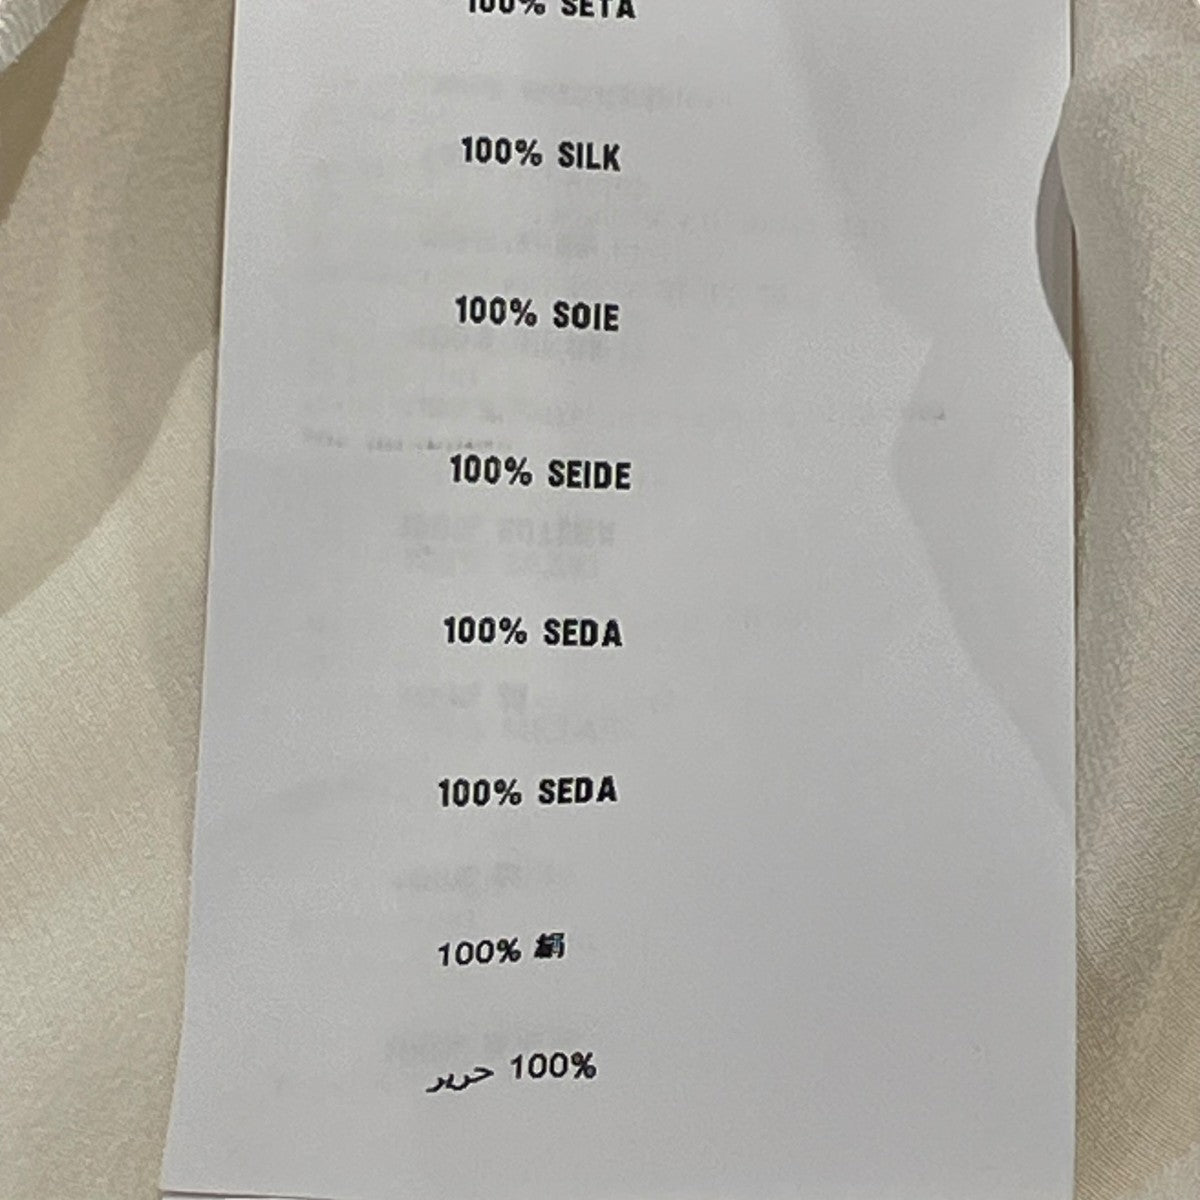 100% SETA
100% SILK
100% SOIE
100% SEIDE
100% SEDA
100% SEDA
100% 絹
100% حرير